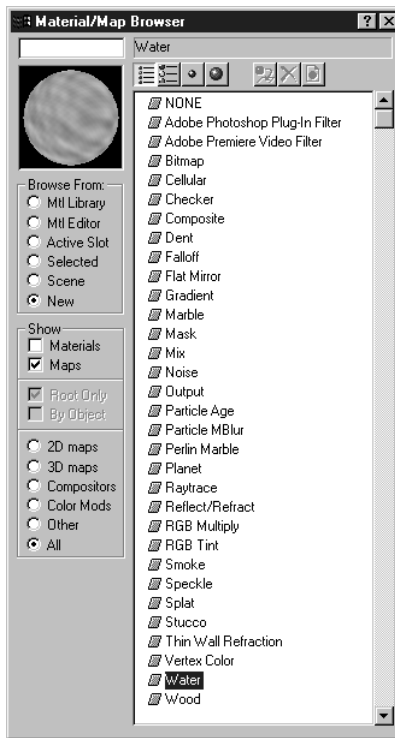 Material/Map Browser
Water
NONE
Adobe Photoshop Plug-In Filter
Adobe Premiere Video Filter
Bitmap
Cellular
Checker
Composite
Dent
Falloff
Flat Mirror
Gradient
Marble
Mask
Mix
Noise
Output
Particle Age
Particle MBlur
Perlin Marble
Planet
Raytrace
Reflect/Refract
RGB Multiply
RGB Tint
Smoke
Speckle
Splat
Stucco
Thin Wall Refraction
Vertex Color
Water
Wood
Browse From:
Mtl Library
Mtl Editor
Active Slot
Selected
Scene
New
Show
Materials
Maps
Root Only
By Object
2D maps
3D maps
Compositors
Color Mods
Other
All